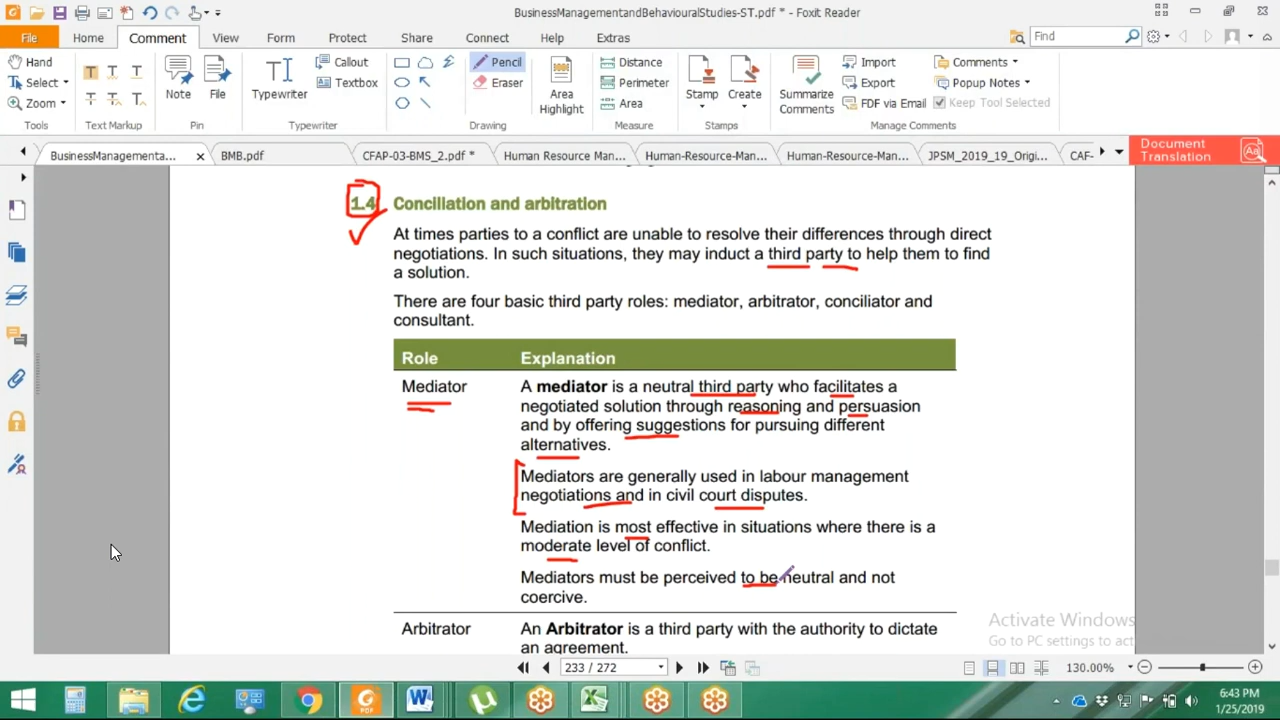 BusinessManagementandBehaviouralStudies-ST.pdf * - Foxit Reader
File Home Comment View Form Protect Share Connect Help Extras Find
Hand Select Zoom Tools
T T T T T T Text Markup
Note File Pin
Typewriter Callout Textbox Typewriter
Pencil Eraser Area Highlight Drawing
Distance Perimeter Area Measure
Stamp Create Stamps
Summarize Comments Import Export FDF via Email Comments Popup Notes Keep Tool Selected Manage Comments
BusinessManagementa... BMB.pdf CFAP-03-BMS_2.pdf * Human Resource Man... Human-Resource-Man... Human-Resource-Man... JPSM_2019_19_Origi... CAF-
Document Translation Aa
1.4 Conciliation and arbitration
At times parties to a conflict are unable to resolve their differences through direct
negotiations. In such situations, they may induct a third party to help them to find
a solution.
There are four basic third party roles: mediator, arbitrator, conciliator and
consultant.
Role Explanation
Mediator A mediator is a neutral third party who facilitates a
negotiated solution through reasoning and persuasion
and by offering suggestions for pursuing different
alternatives.
Mediators are generally used in labour management
negotiations and in civil court disputes.
Mediation is most effective in situations where there is a
moderate level of conflict.
Mediators must be perceived to be neutral and not
coercive.
Arbitrator An Arbitrator is a third party with the authority to dictate
an agreement.
Activate Windows
Go to PC settings to act
233 / 272 130.00%
PDF
6:43 PM
1/25/2019